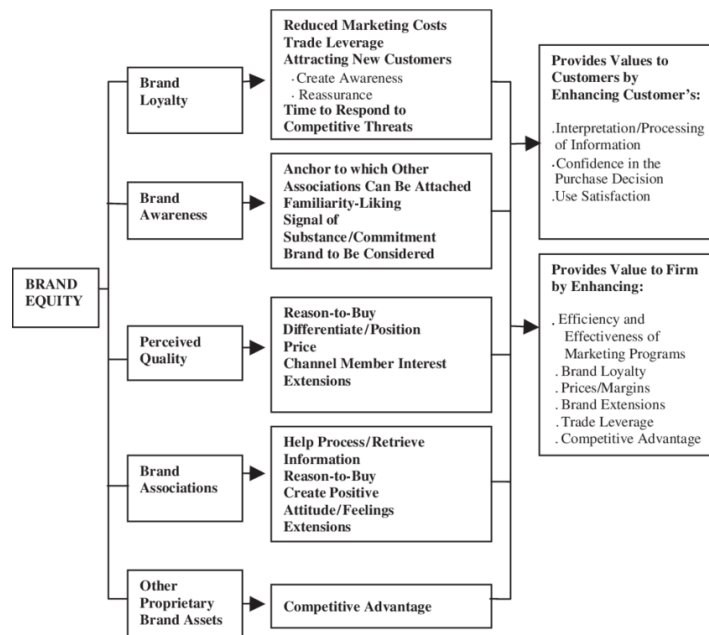 BRAND
EQUITY
Brand
Loyalty
Reduced Marketing Costs
Trade Leverage
Attracting New Customers
· Create Awareness
· Reassurance
Time to Respond to
Competitive Threats
Brand
Awareness
Anchor to which Other
Associations Can Be Attached
Familiarity-Liking
Signal of
Substance/Commitment
Brand to Be Considered
Perceived
Quality
Reason-to-Buy
Differentiate/Position
Price
Channel Member Interest
Extensions
Brand
Associations
Help Process/Retrieve
Information
Reason-to-Buy
Create Positive
Attitude/Feelings
Extensions
Other
Proprietary
Brand Assets
Competitive Advantage
Provides Values to
Customers by
Enhancing Customer's:
.Interpretation/Processing
of Information
.Confidence in the
Purchase Decision
.Use Satisfaction
Provides Value to Firm
by Enhancing:
. Efficiency and
Effectiveness of
Marketing Programs
. Brand Loyalty
. Prices/Margins
. Brand Extensions
. Trade Leverage
. Competitive Advantage